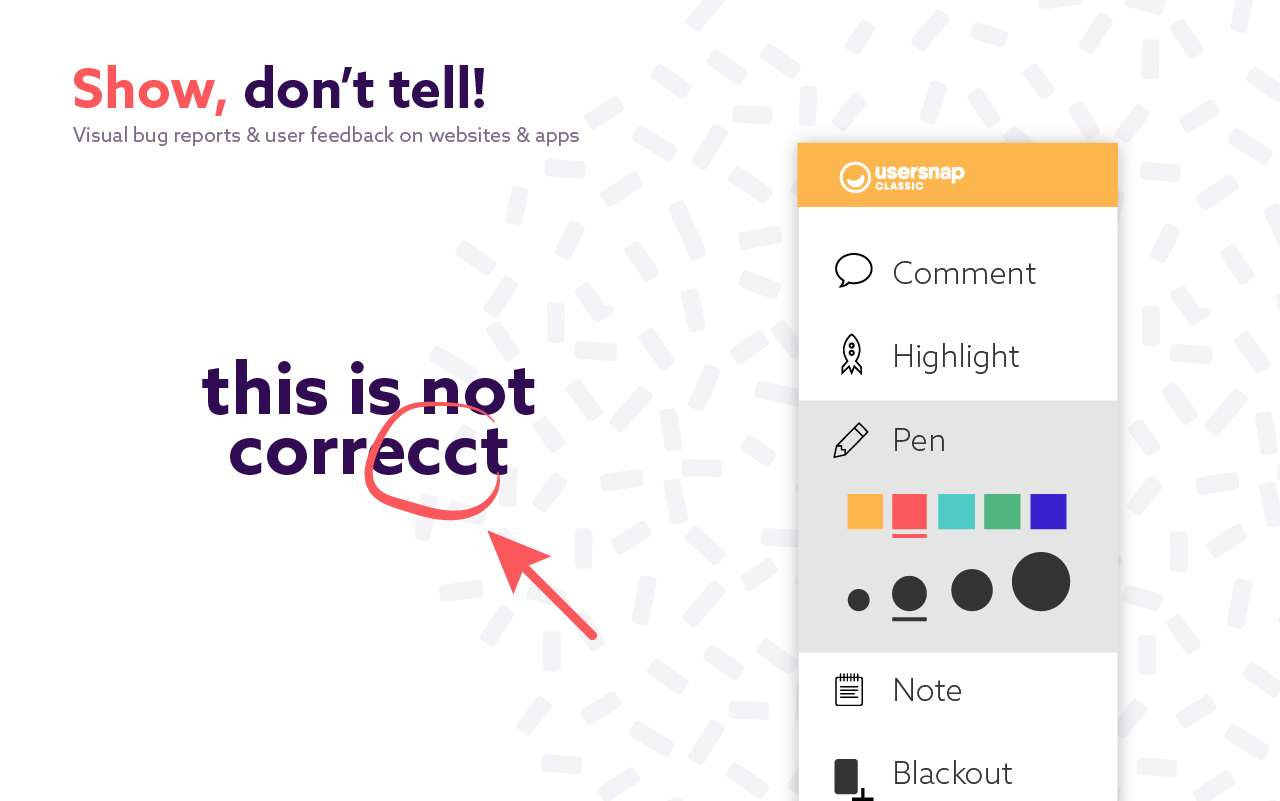 Show, don't tell!
Visual bug reports & user feedback on websites & apps
this is not
correcct
usersnap
CLASSIC
Comment
Highlight
Pen
Note
Blackout